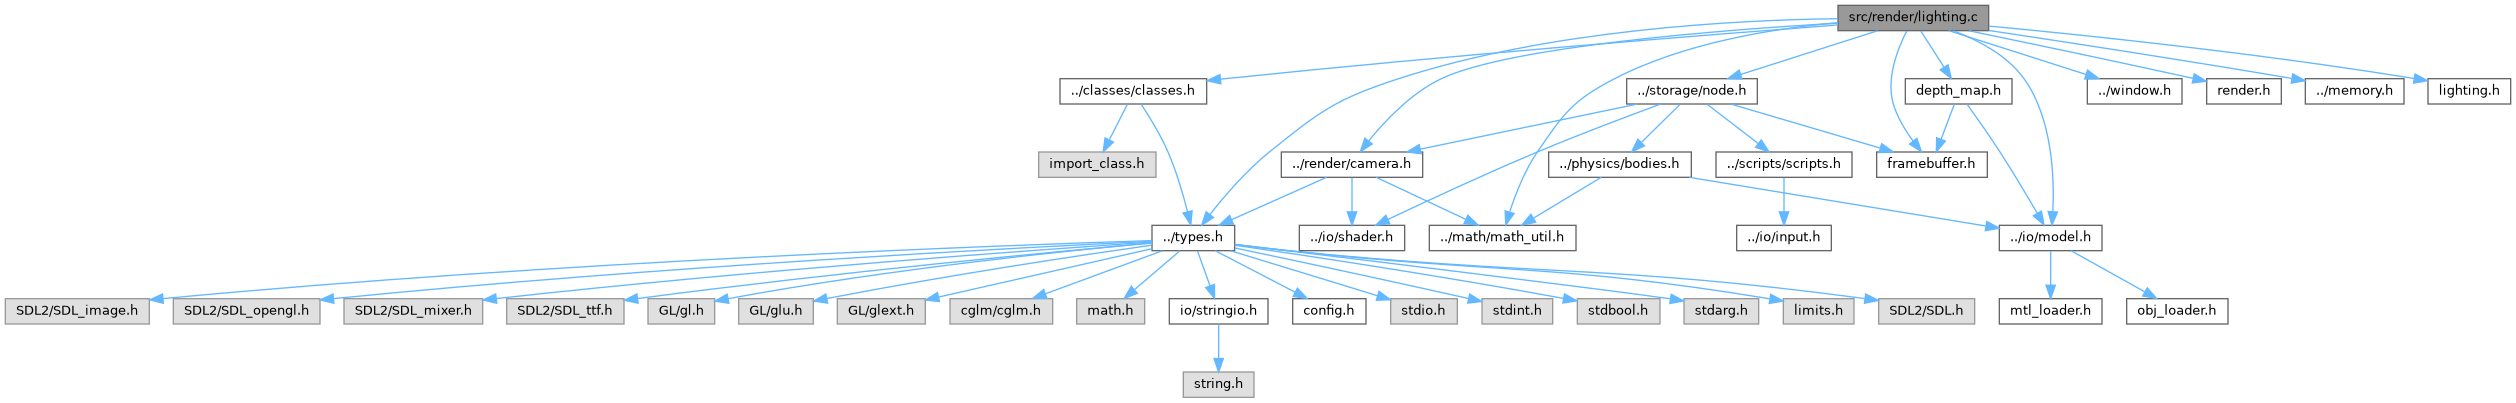 src/render/lighting.c
../classes/classes.h
../storage/node.h
depth_map.h
../window.h
render.h
../memory.h
lighting.h
import_class.h
../render/camera.h
../physics/bodies.h
../scripts/scripts.h
framebuffer.h
../types.h
../io/shader.h
../math/math_util.h
../io/input.h
../io/model.h
SDL2/SDL_image.h
SDL2/SDL_opengl.h
SDL2/SDL_mixer.h
SDL2/SDL_ttf.h
GL/gl.h
GL/glu.h
GL/glext.h
cglm/cglm.h
math.h
io/stringio.h
config.h
stdio.h
stdint.h
stdbool.h
stdarg.h
limits.h
SDL2/SDL.h
mtl_loader.h
obj_loader.h
string.h